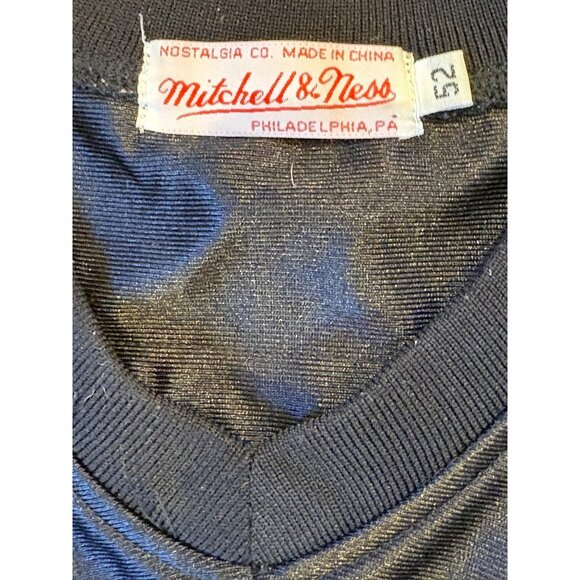 NOSTALGIA CO. MADE IN CHINA
Mitchell & Ness
PHILADELPHIA, PA
52